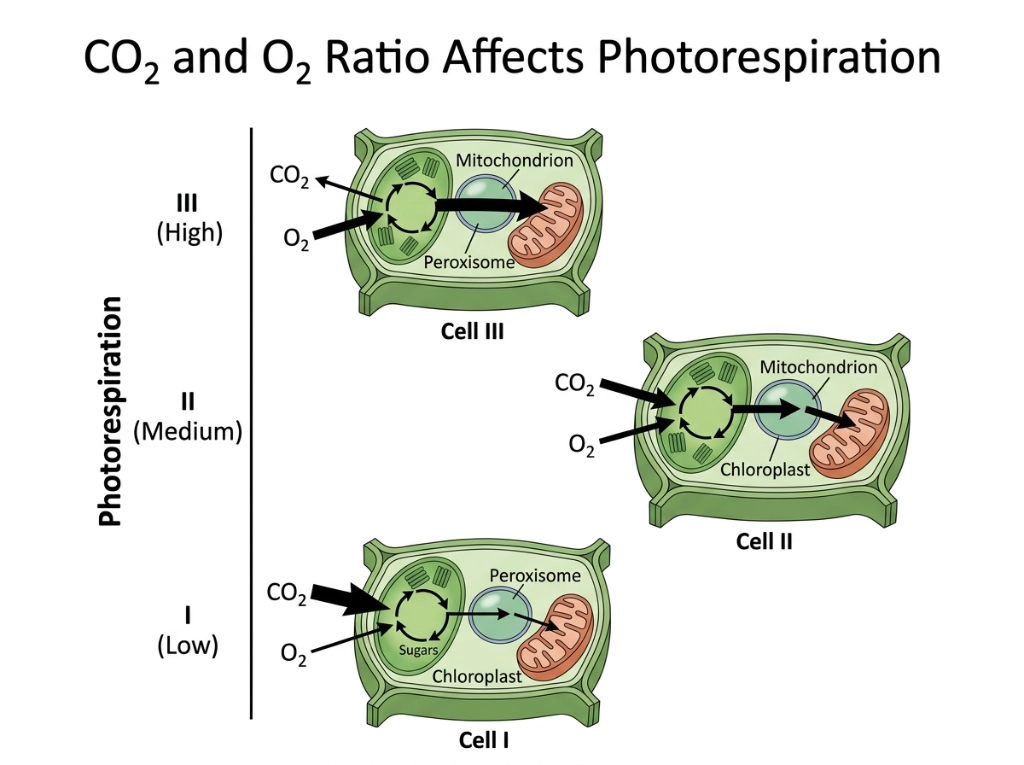 CO₂ and O₂ Ratio Affects Photorespiration
Photorespiration
III
(High)
CO₂
O₂
Mitochondrion
Peroxisome
Cell III
II
(Medium)
CO₂
O₂
Mitochondrion
Chloroplast
Cell II
I
(Low)
CO₂
O₂
Peroxisome
Sugars
Chloroplast
Cell I